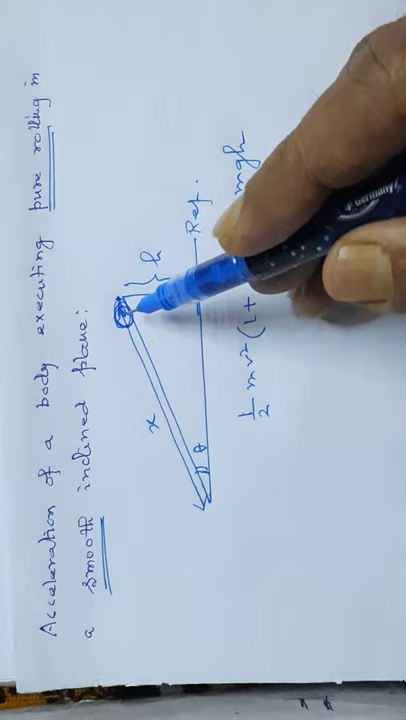 Acceleration of a body executing pure rolling in
a smooth inclined plane:
x
h
θ
Ref.
1/2 mv² (1+ mgh